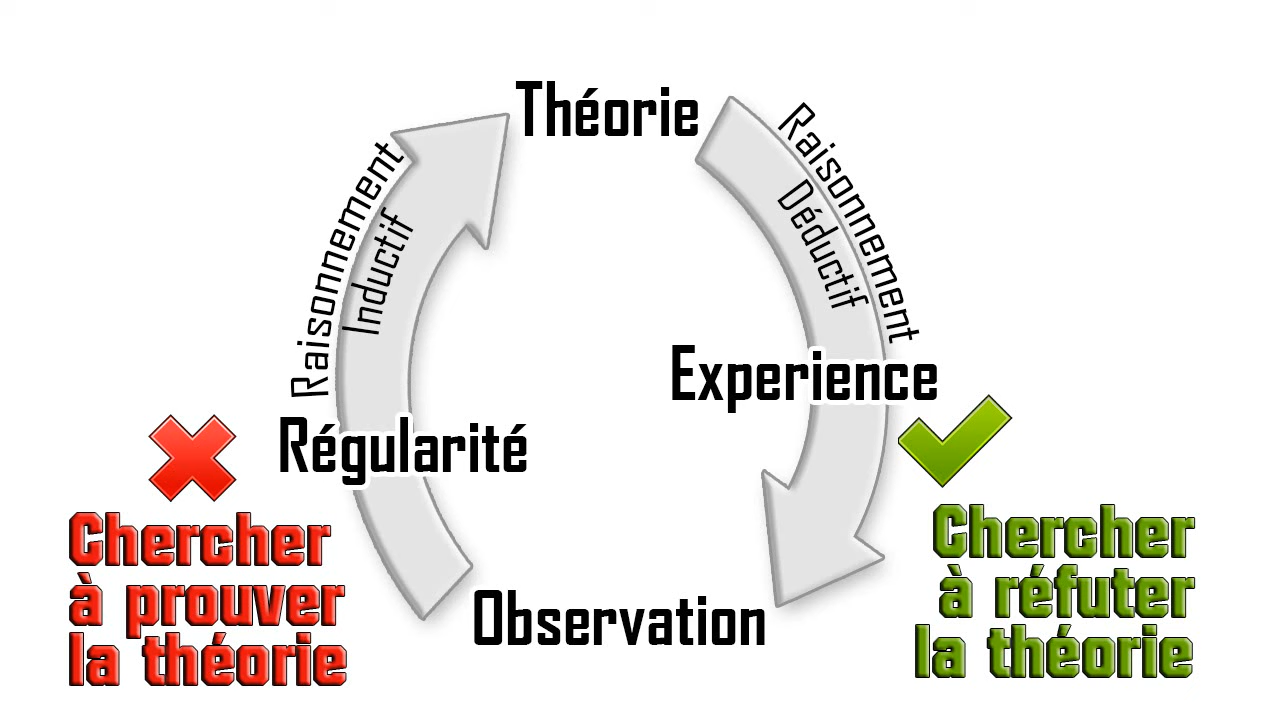 Théorie
Raisonnement
Déductif
Raisonnement
Inductif
Experience
Régularité
Observation
Chercher
à prouver
la théorie
Chercher
à réfuter
la théorie